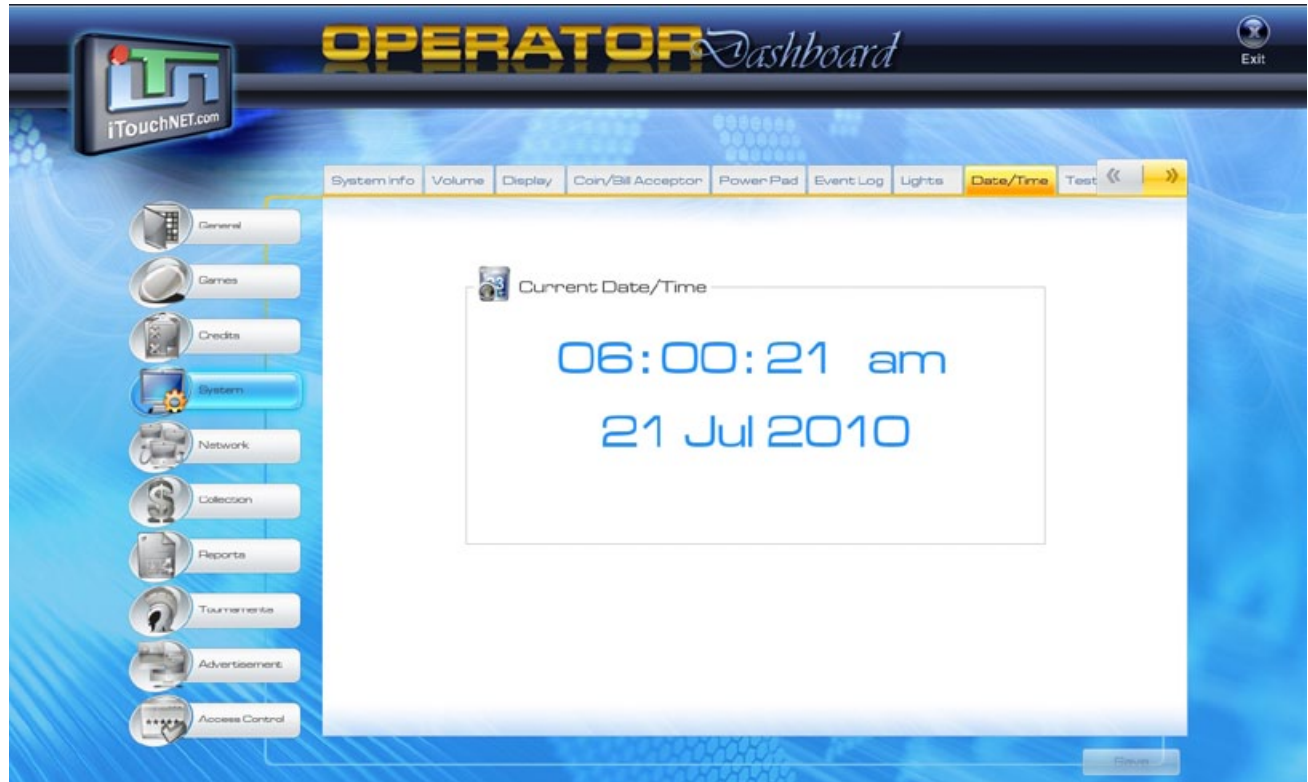 OPERATOR Dashboard
Exit
iTn
iTouchNET.com
System info Volume Display Coin/Bill Acceptor Power Pad Event Log Lights Date/Time Test « »
General
Games
Credits
System
Network
Collection
Reports
Tournaments
Advertisement
Access Control
Current Date/Time
06:00:21 am
21 Jul 2010
Save